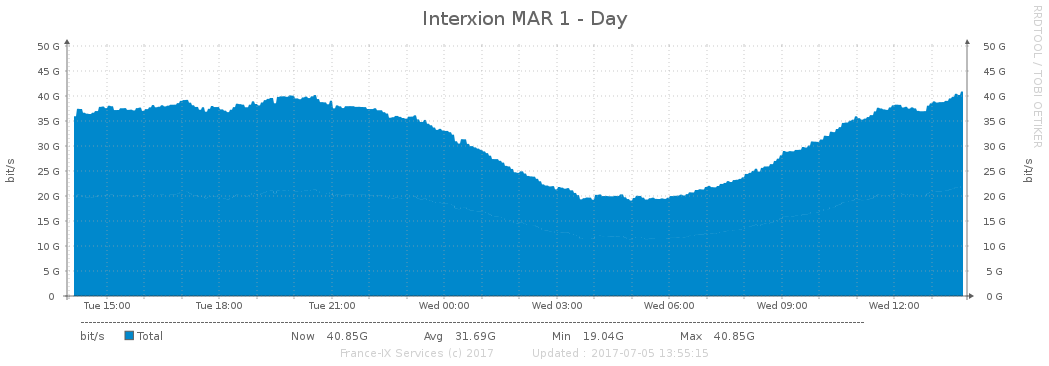 Interxion MAR 1 - Day
RRDTOOL / TOBI OETIKER
50 G 50 G
45 G 45 G
40 G 40 G
35 G 35 G
30 G 30 G
25 G 25 G
20 G 20 G
15 G 15 G
10 G 10 G
5 G 5 G
0 0 G
bit/s bit/s
Tue 15:00 Tue 18:00 Tue 21:00 Wed 00:00 Wed 03:00 Wed 06:00 Wed 09:00 Wed 12:00
bit/s Total Now 40.85G Avg 31.69G Min 19.04G Max 40.85G
France-IX Services (c) 2017 Updated : 2017-07-05 13:55:15